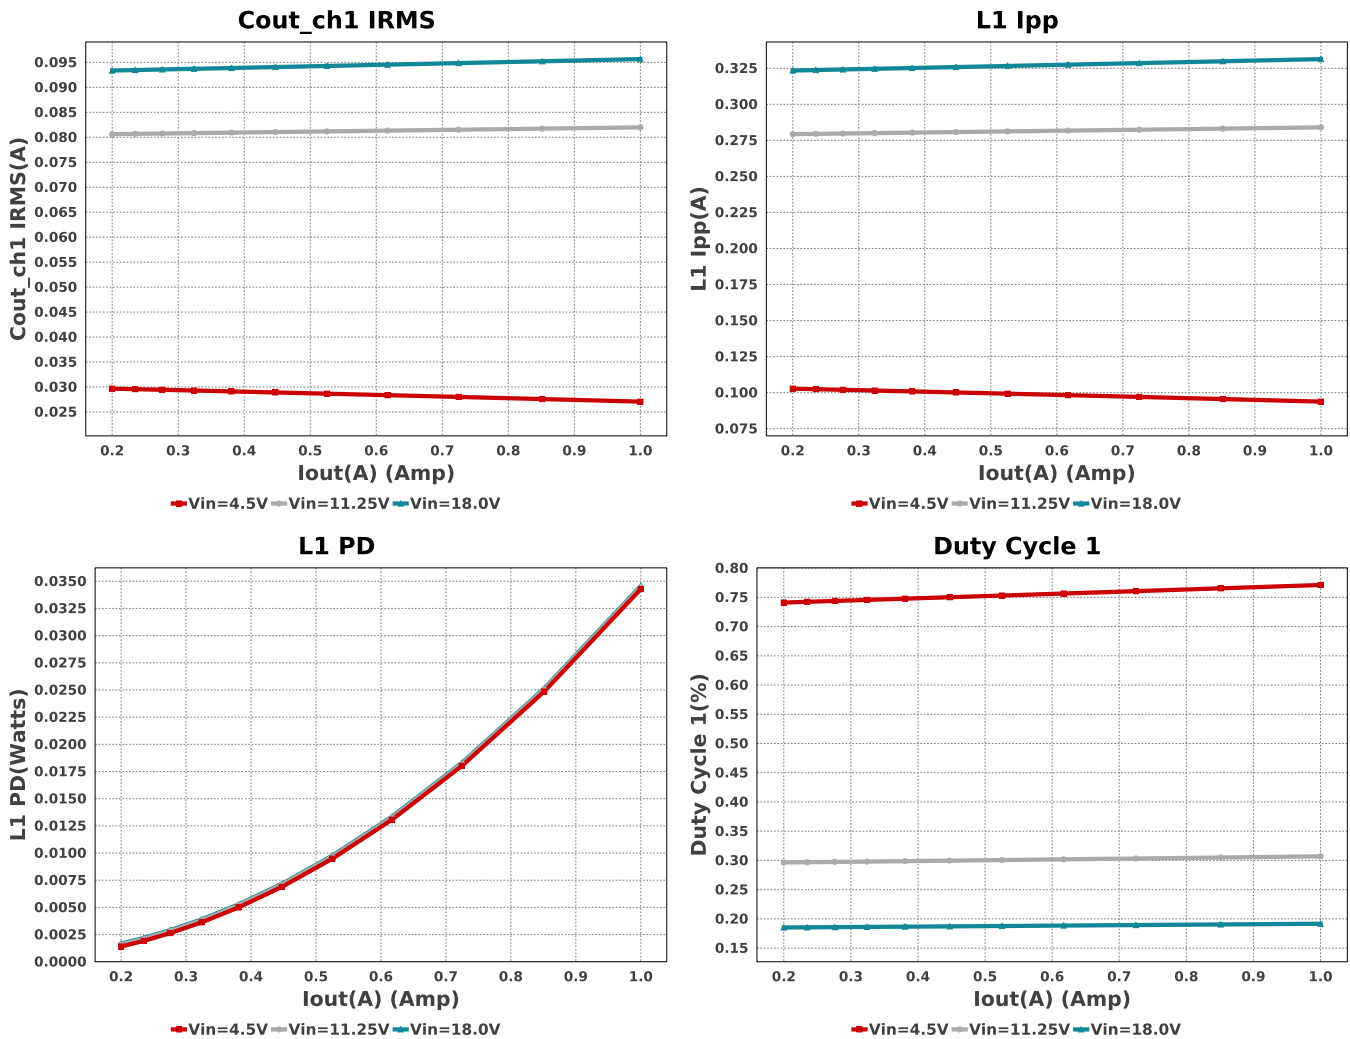 Cout_ch1 IRMS
Cout_ch1 IRMS(A)
0.095
0.090
0.085
0.080
0.075
0.070
0.065
0.060
0.055
0.050
0.045
0.040
0.035
0.030
0.025
0.2 0.3 0.4 0.5 0.6 0.7 0.8 0.9 1.0
Iout(A) (Amp)
Vin=4.5V Vin=11.25V Vin=18.0V
L1 Ipp
L1 Ipp(A)
0.325
0.300
0.275
0.250
0.225
0.200
0.175
0.150
0.125
0.100
0.075
0.2 0.3 0.4 0.5 0.6 0.7 0.8 0.9 1.0
Iout(A) (Amp)
Vin=4.5V Vin=11.25V Vin=18.0V
L1 PD
L1 PD(Watts)
0.0350
0.0325
0.0300
0.0275
0.0250
0.0225
0.0200
0.0175
0.0150
0.0125
0.0100
0.0075
0.0050
0.0025
0.0000
0.2 0.3 0.4 0.5 0.6 0.7 0.8 0.9 1.0
Iout(A) (Amp)
Vin=4.5V Vin=11.25V Vin=18.0V
Duty Cycle 1
Duty Cycle 1(%)
0.80
0.75
0.70
0.65
0.60
0.55
0.50
0.45
0.40
0.35
0.30
0.25
0.20
0.15
0.2 0.3 0.4 0.5 0.6 0.7 0.8 0.9 1.0
Iout(A) (Amp)
Vin=4.5V Vin=11.25V Vin=18.0V